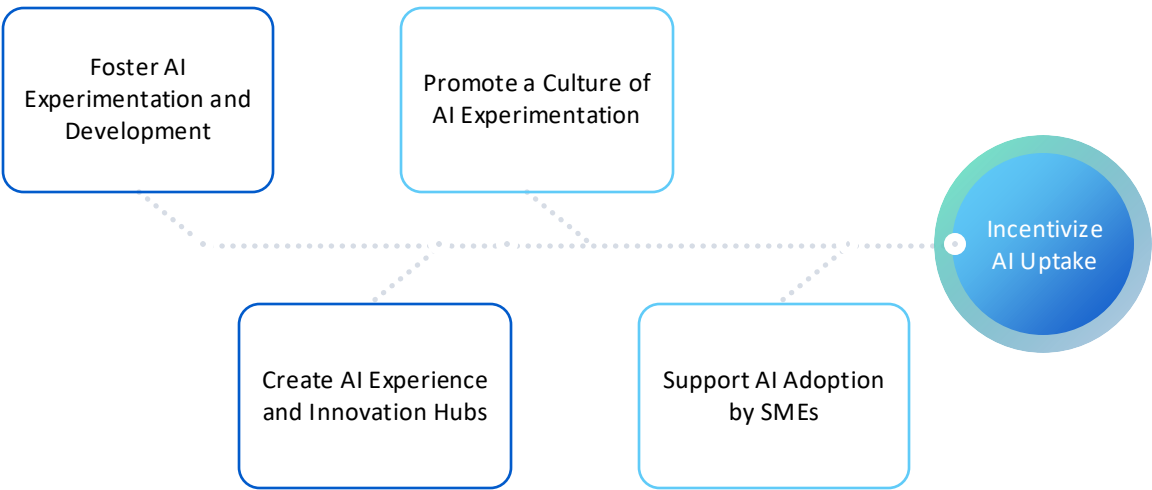 Foster AI
Experimentation and
Development
Promote a Culture of
AI Experimentation
Incentivize
AI Uptake
Create AI Experience
and Innovation Hubs
Support AI Adoption
by SMEs